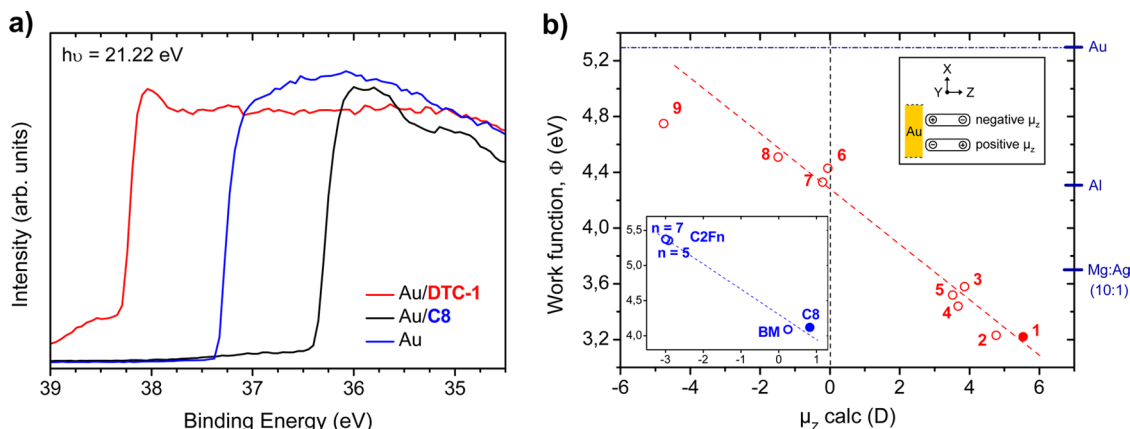 a)
hυ = 21.22 eV
Intensity (arb. units)
Au/DTC-1
Au/C8
Au
39 38 37 36 35
Binding Energy (eV)
b)
Work function, Φ (eV)
5,2
4,8
4,4
4,0
3,6
3,2
-6 -4 -2 0 2 4 6
μz calc (D)
9
8
7
6
5
4
3
2
1
X
Y Z
Au
negative μz
positive μz
Au
Al
Mg:Ag
(10:1)
5,5
5,0
4,5
4,0
-3 -2 -1 0 1
n = 7
C2Fn
n = 5
BM
C8